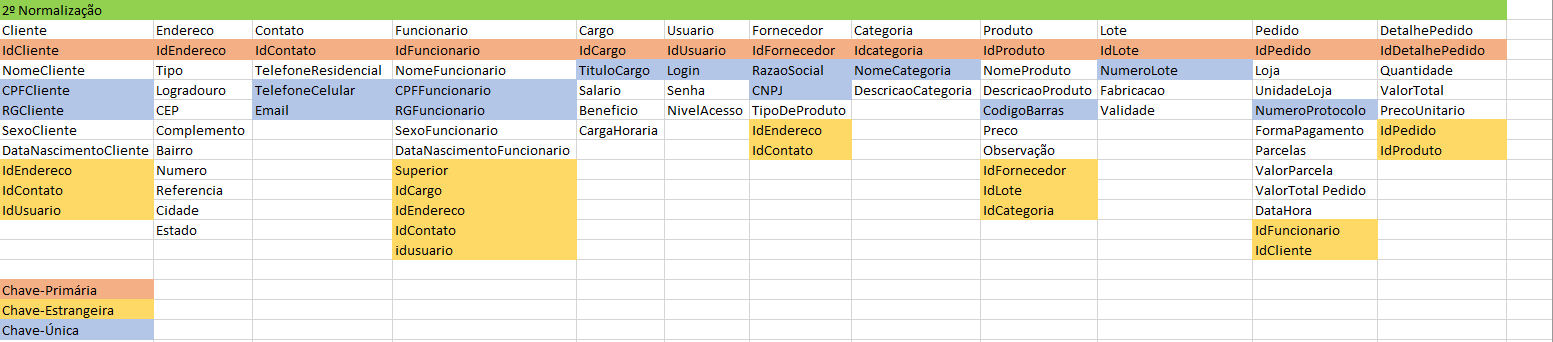 2º Normalização
Cliente Endereco Contato Funcionario Cargo Usuario Fornecedor Categoria Produto Lote Pedido DetalhePedido
IdCliente IdEndereco IdContato IdFuncionario IdCargo IdUsuario IdFornecedor Idcategoria IdProduto IdLote IdPedido IdDetalhePedido
NomeCliente Tipo TelefoneResidencial NomeFuncionario TituloCargo Login RazaoSocial NomeCategoria NomeProduto NumeroLote Loja Quantidade
CPFCliente Logradouro TelefoneCelular CPFFuncionario Salario Senha CNPJ DescricaoCategoria DescricaoProduto Fabricacao UnidadeLoja ValorTotal
RGCliente CEP Email RGFuncionario Beneficio NivelAcesso TipoDeProduto CodigoBarras Validade NumeroProtocolo PrecoUnitario
SexoCliente Complemento SexoFuncionario CargaHoraria IdEndereco Preco FormaPagamento IdPedido
DataNascimentoCliente Bairro DataNascimentoFuncionario IdContato Observação Parcelas IdProduto
IdEndereco Numero Superior IdFornecedor ValorParcela
IdContato Referencia IdCargo IdLote ValorTotal Pedido
IdUsuario Cidade IdEndereco IdCategoria DataHora
Estado IdContato IdFuncionario
idusuario IdCliente
Chave-Primária
Chave-Estrangeira
Chave-Única